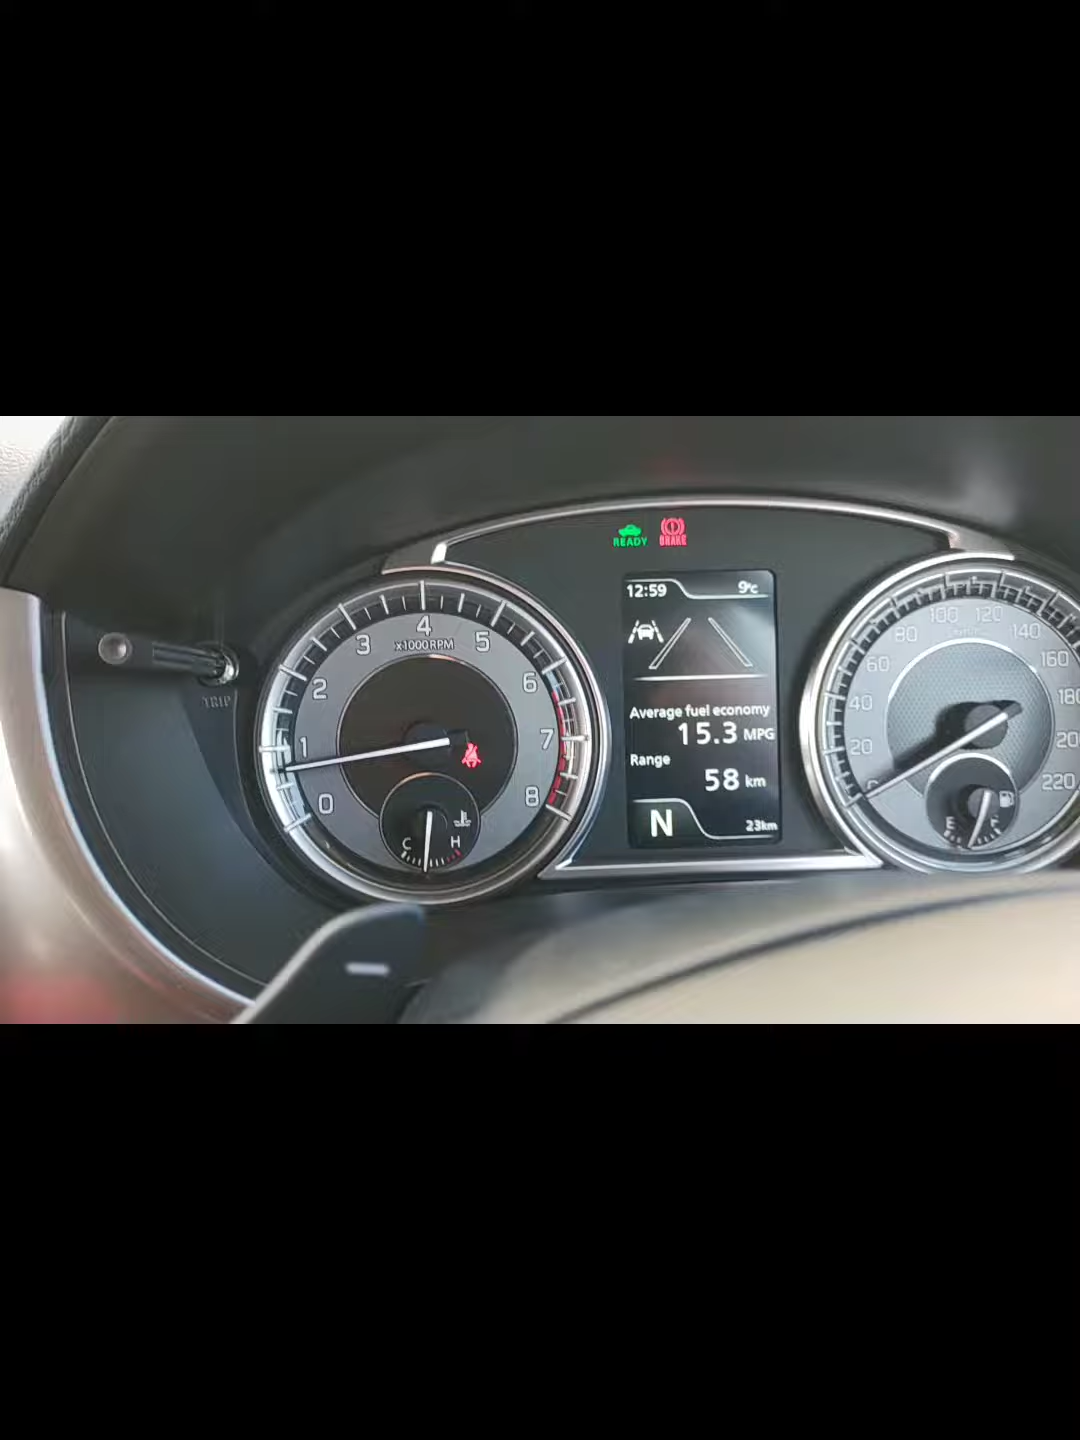 READY
BRAKE
12:59 9°c
4
3 5
x1000RPM
2 6
1 7
0 8
C H
TRIP
Average fuel economy
15.3 MPG
Range
58 km
N 23km
100 120
80 140
60 160
40 180
20 20
220
E F